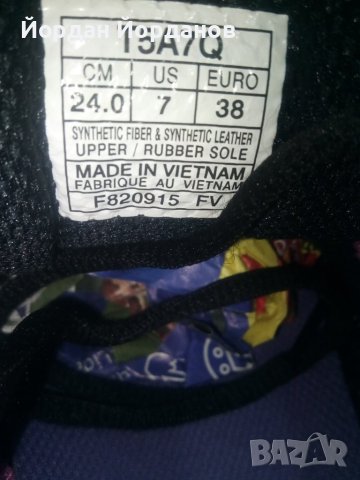 Йордан Йорданов
T5A7Q
CM US EURO
24.0 7 38
SYNTHETIC FIBER & SYNTHETIC LEATHER
UPPER / RUBBER SOLE
MADE IN VIETNAM
FABRIQUE AU VIETNAM
F820915 FV
BAZAR